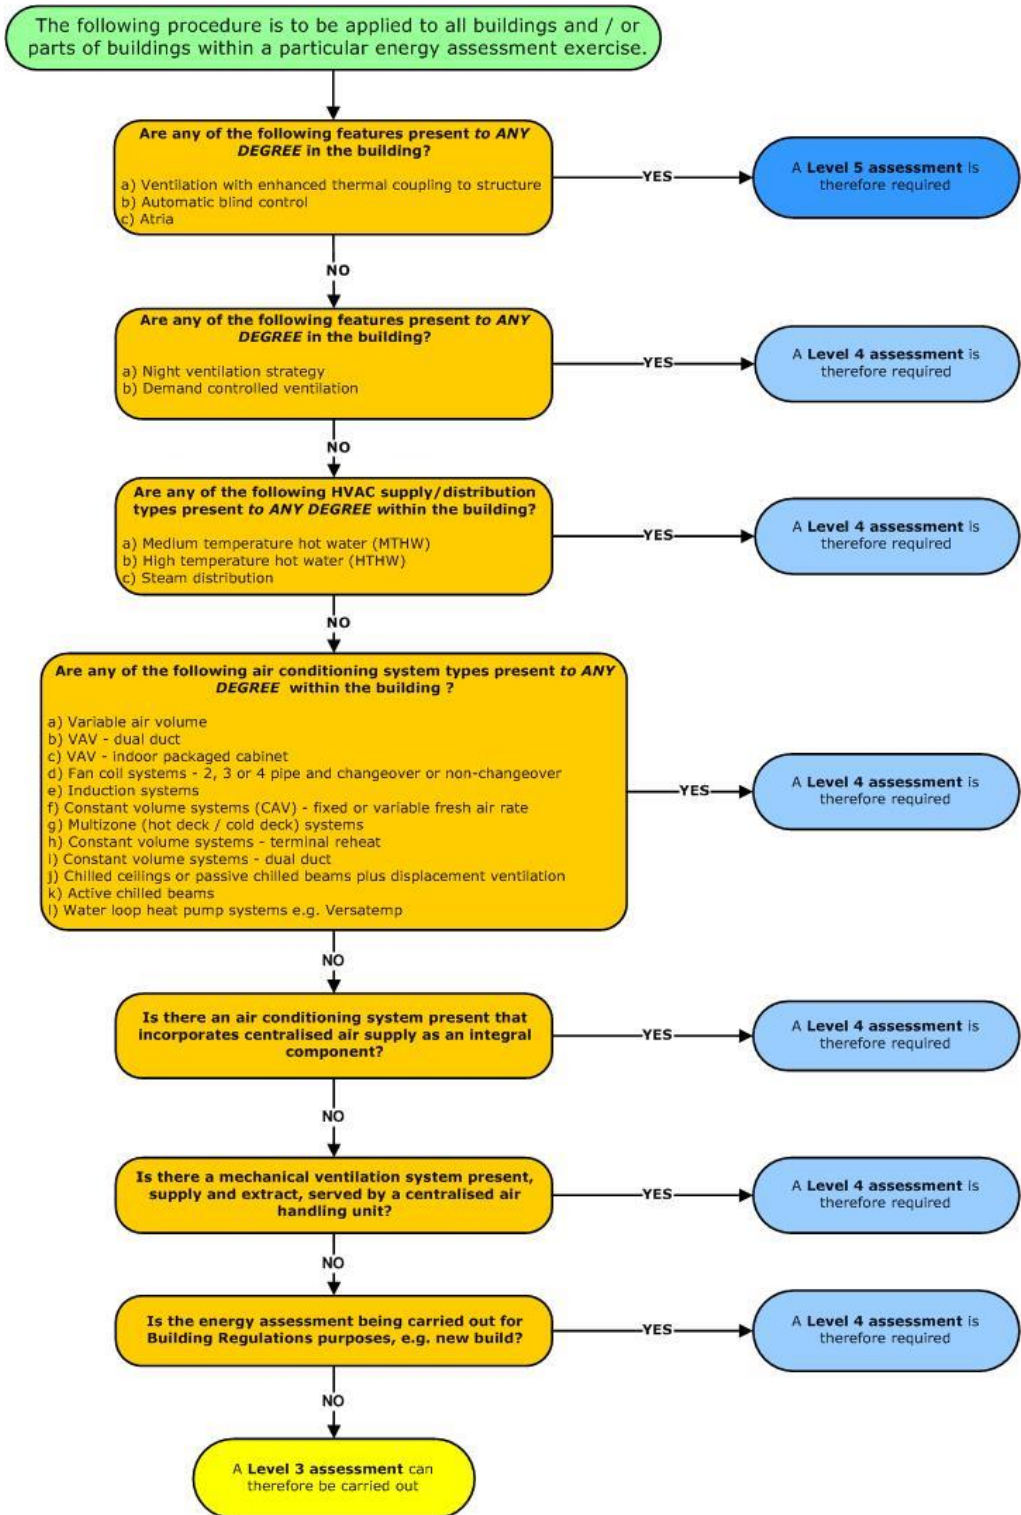 The following procedure is to be applied to all buildings and / or
parts of buildings within a particular energy assessment exercise.
Are any of the following features present to ANY
DEGREE in the building?
a) Ventilation with enhanced thermal coupling to structure
b) Automatic blind control
c) Atria
YES
A Level 5 assessment is
therefore required
NO
Are any of the following features present to ANY
DEGREE in the building?
a) Night ventilation strategy
b) Demand controlled ventilation
YES
A Level 4 assessment is
therefore required
NO
Are any of the following HVAC supply/distribution
types present to ANY DEGREE within the building?
a) Medium temperature hot water (MTHW)
b) High temperature hot water (HTHW)
c) Steam distribution
YES
A Level 4 assessment is
therefore required
NO
Are any of the following air conditioning system types present to ANY
DEGREE within the building ?
a) Variable air volume
b) VAV - dual duct
c) VAV - indoor packaged cabinet
d) Fan coil systems - 2, 3 or 4 pipe and changeover or non-changeover
e) Induction systems
f) Constant volume systems (CAV) - fixed or variable fresh air rate
g) Multizone (hot deck / cold deck) systems
h) Constant volume systems - terminal reheat
i) Constant volume systems - dual duct
j) Chilled ceilings or passive chilled beams plus displacement ventilation
k) Active chilled beams
l) Water loop heat pump systems e.g. Versatemp
YES
A Level 4 assessment is
therefore required
NO
Is there an air conditioning system present that
incorporates centralised air supply as an integral
component?
YES
A Level 4 assessment is
therefore required
NO
Is there a mechanical ventilation system present,
supply and extract, served by a centralised air
handling unit?
YES
A Level 4 assessment is
therefore required
NO
Is the energy assessment being carried out for
Building Regulations purposes, e.g. new build?
YES
A Level 4 assessment is
therefore required
NO
A Level 3 assessment can
therefore be carried out